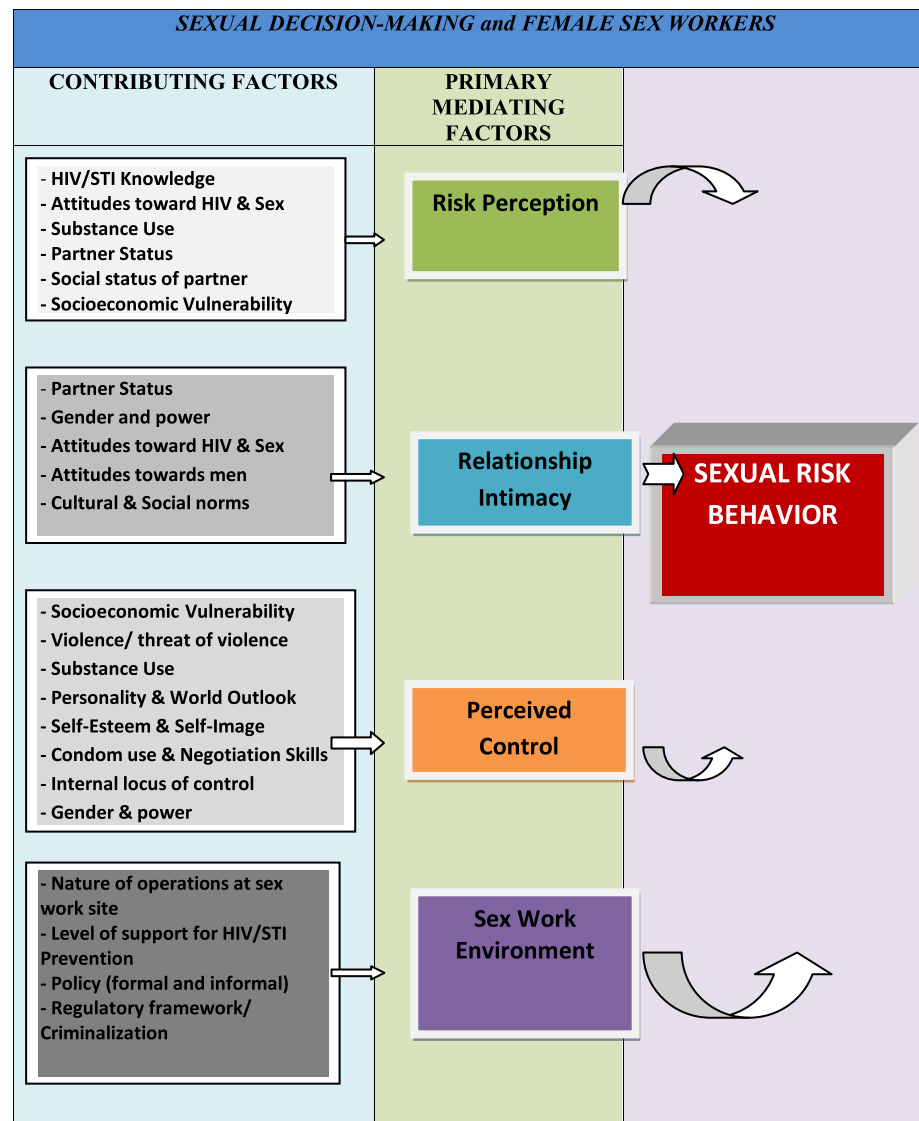 SEXUAL DECISION-MAKING and FEMALE SEX WORKERS
CONTRIBUTING FACTORS
PRIMARY
MEDIATING
FACTORS
- HIV/STI Knowledge
- Attitudes toward HIV & Sex
- Substance Use
- Partner Status
- Social status of partner
- Socioeconomic Vulnerability
Risk Perception
- Partner Status
- Gender and power
- Attitudes toward HIV & Sex
- Attitudes towards men
- Cultural & Social norms
Relationship
Intimacy
SEXUAL RISK
BEHAVIOR
- Socioeconomic Vulnerability
- Violence/ threat of violence
- Substance Use
- Personality & World Outlook
- Self-Esteem & Self-Image
- Condom use & Negotiation Skills
- Internal locus of control
- Gender & power
Perceived
Control
- Nature of operations at sex
work site
- Level of support for HIV/STI
Prevention
- Policy (formal and informal)
- Regulatory framework/
Criminalization
Sex Work
Environment